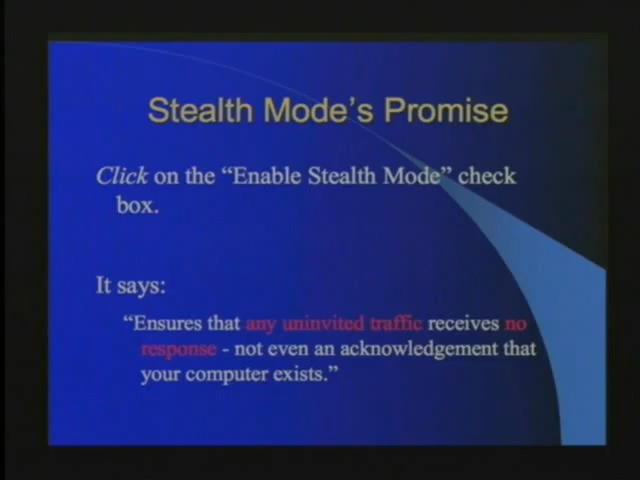 Stealth Mode's Promise
Click on the “Enable Stealth Mode” check
box.
It says:
“Ensures that any uninvited traffic receives no
response - not even an acknowledgement that
your computer exists.”